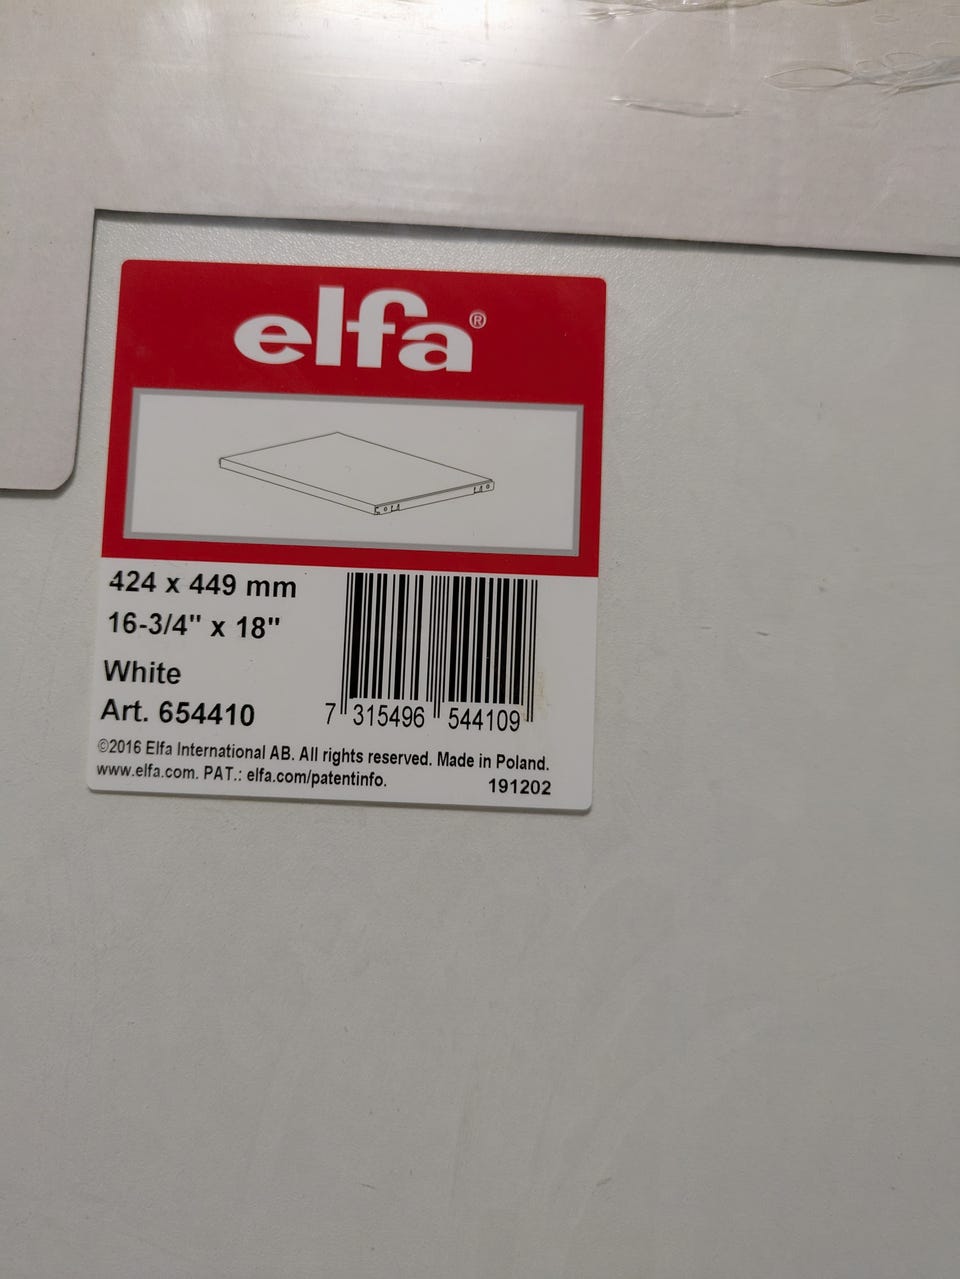 elfa®
424 x 449 mm
16-3/4" x 18"
White
Art. 654410
7 315496 544109
©2016 Elfa International AB. All rights reserved. Made in Poland.
www.elfa.com. PAT.: elfa.com/patentinfo.
191202